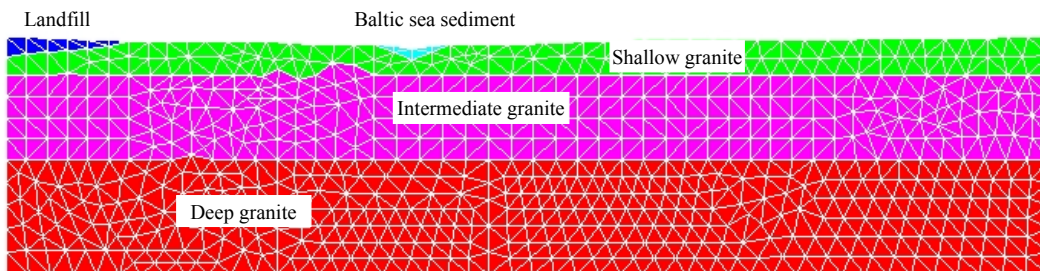 Landfill
Baltic sea sediment
Shallow granite
Intermediate granite
Deep granite